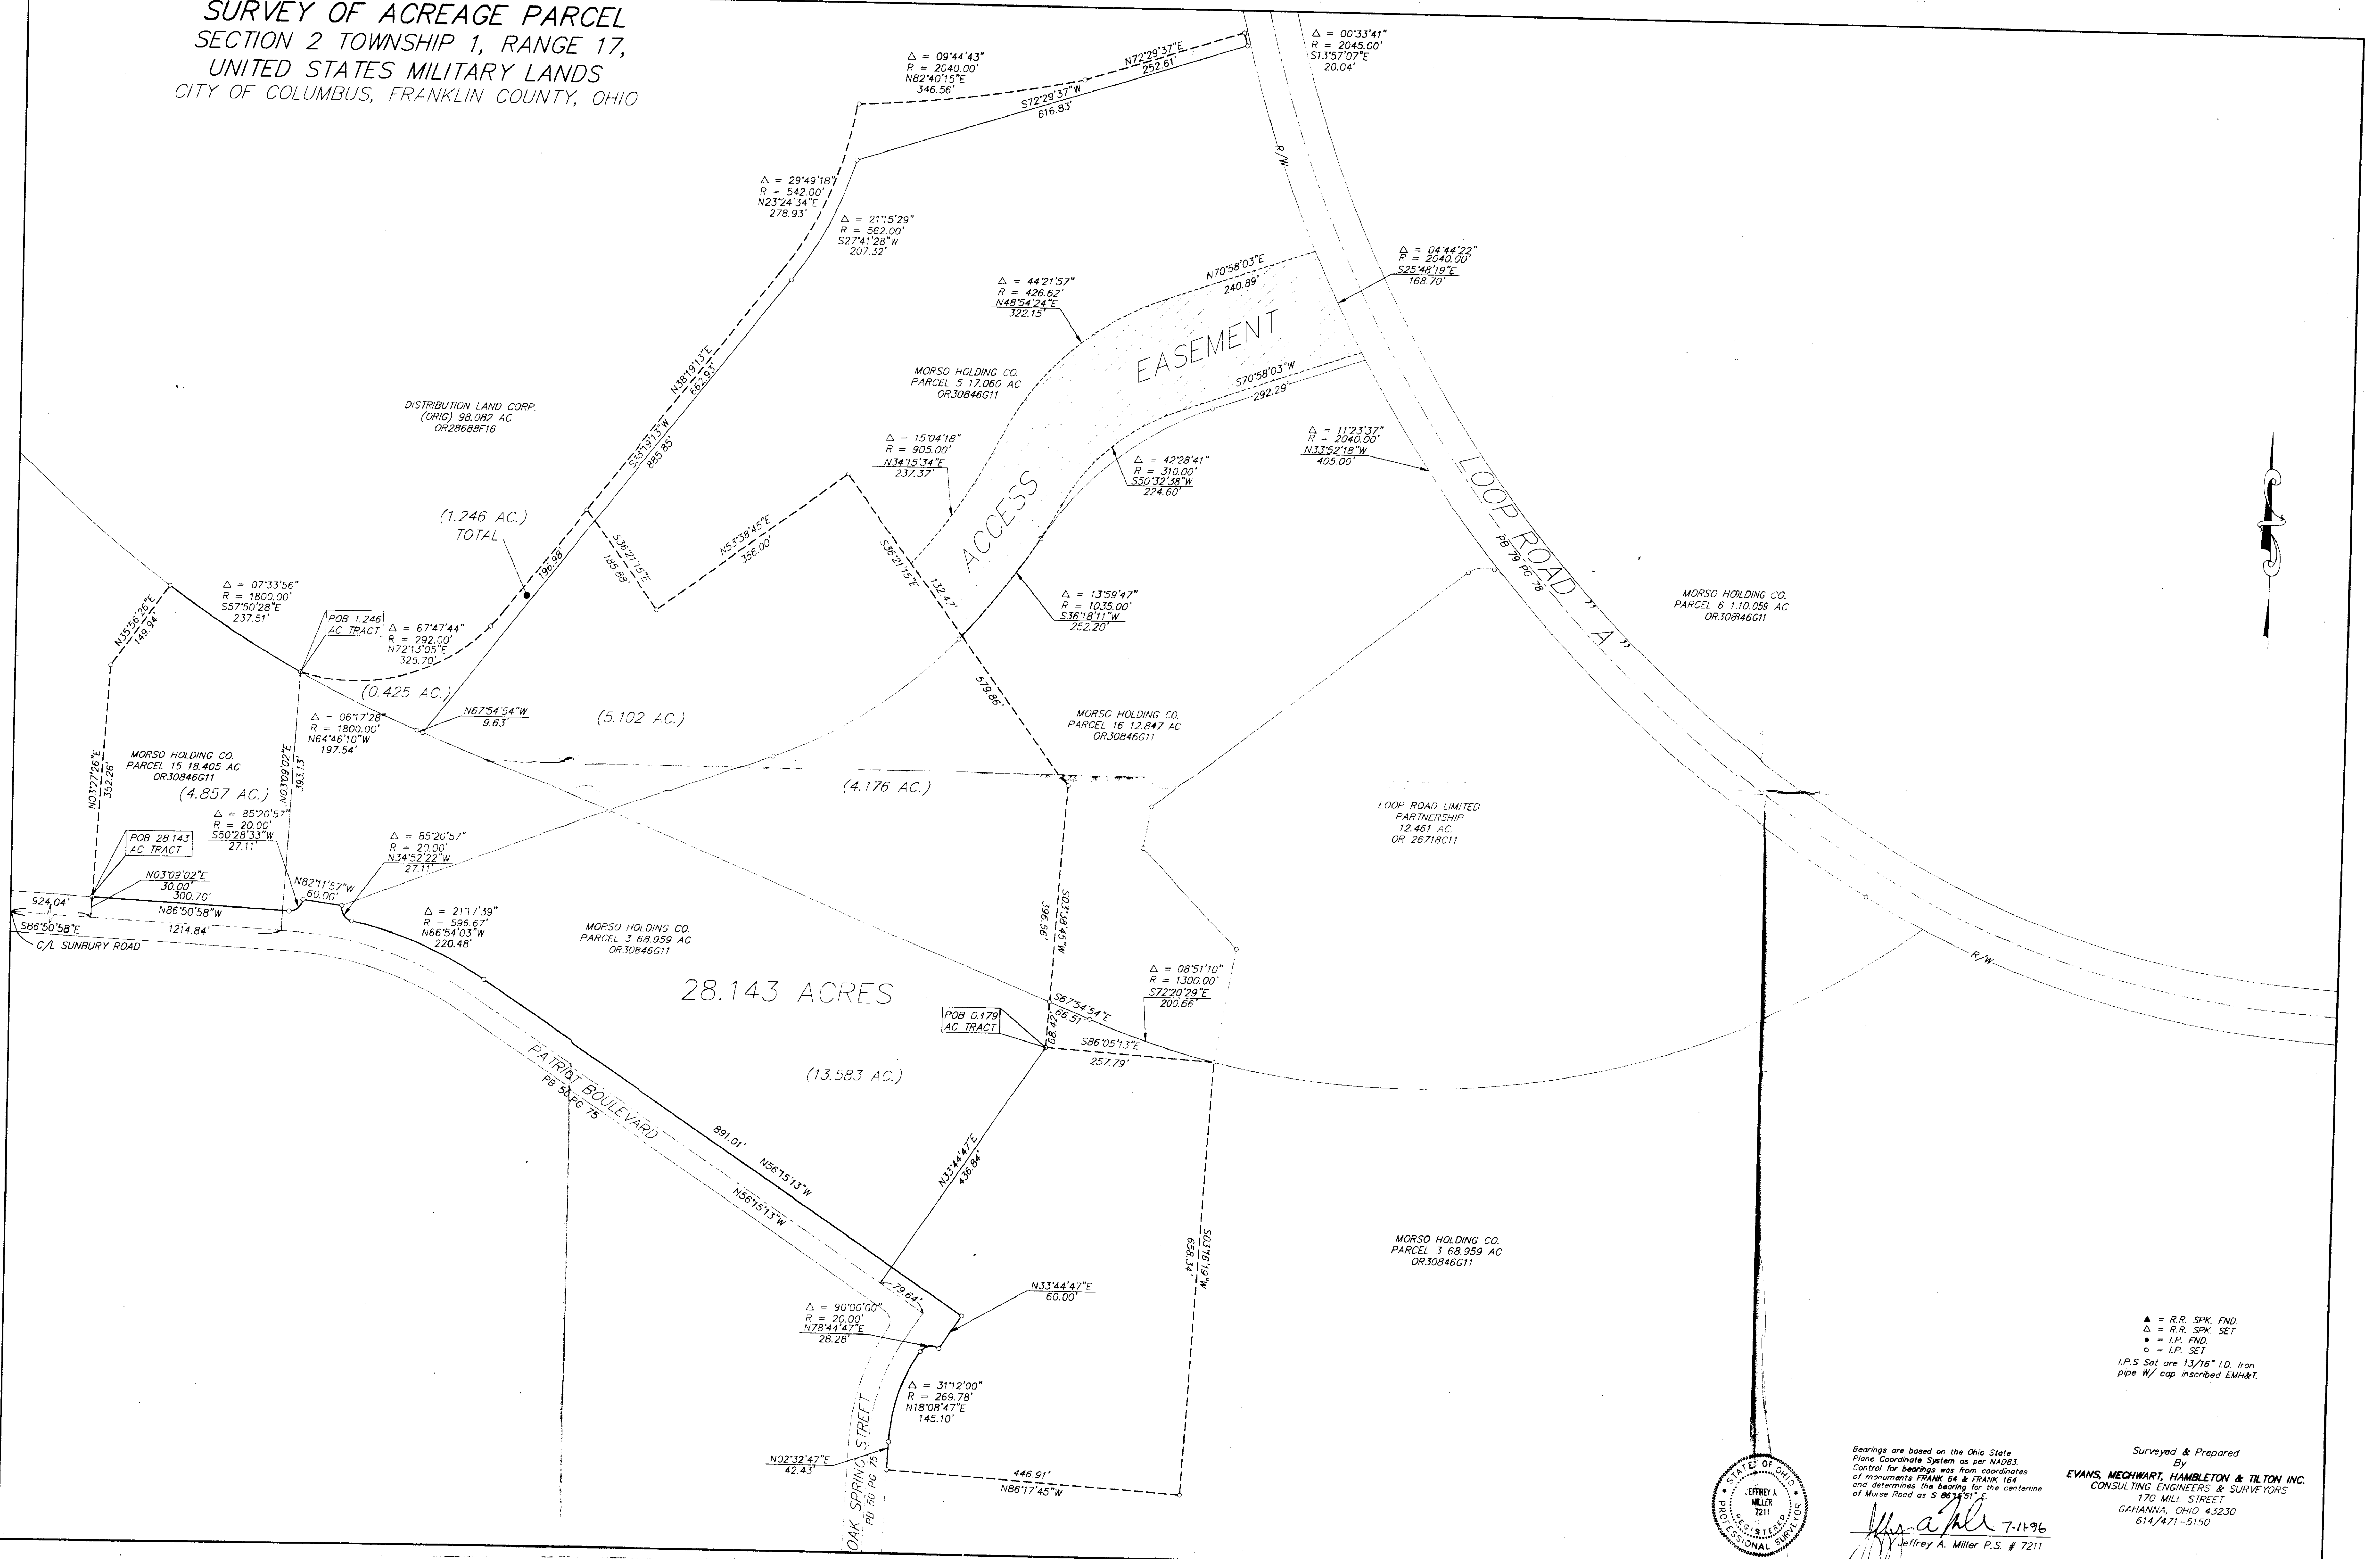 SURVEY OF ACREAGE PARCEL
SECTION 2 TOWNSHIP 1, RANGE 17,
UNITED STATES MILITARY LANDS
CITY OF COLUMBUS, FRANKLIN COUNTY, OHIO
Δ = 09°44'43"
R = 2040.00'
N82°40'15"E
346.56'
N72°29'37"E
252.61'
S72°29'37"W
616.83'
Δ = 00°33'41"
R = 2045.00'
S13°57'07"E
20.04'
R/W
Δ = 29°49'18"
R = 542.00'
N23°24'34"E
278.93'
Δ = 21°15'29"
R = 562.00'
S27°41'28"W
207.32'
Δ = 04°44'22"
R = 2040.00'
S25°48'19"E
168.70'
N70°58'03"E
240.89'
Δ = 44°21'57"
R = 426.62'
N48°54'24"E
322.15'
ACCESS EASEMENT
S70°58'03"W
292.29'
MORSO HOLDING CO.
PARCEL 5 17.060 AC
OR30846G11
N38°19'13"E
662.93'
S38°19'13"W
885.85'
DISTRIBUTION LAND CORP.
(ORIG) 98.082 AC
OR28688F16
Δ = 15°04'18"
R = 905.00'
N34°15'34"E
237.37'
Δ = 42°28'41"
R = 310.00'
S50°32'38"W
224.60'
Δ = 11°23'37"
R = 2040.00'
N33°52'18"W
405.00'
LOOP ROAD "A"
PB 79 PG 78
(1.246 AC.)
TOTAL
196.98'
S36°21'15"E
185.88'
N53°38'45"E
356.00'
S36°21'15"E
132.47'
579.86'
Δ = 13°59'47"
R = 1035.00'
S36°18'11"W
252.20'
MORSO HOLDING CO.
PARCEL 6 110.059 AC
OR30846G11
Δ = 07°33'56"
R = 1800.00'
S57°50'28"E
237.51'
N35°56'26"E
149.94'
POB 1.246
AC TRACT
Δ = 67°47'44"
R = 292.00'
N72°13'05"E
325.70'
(0.425 AC.)
N67°54'54"W
9.63'
(5.102 AC.)
Δ = 06°17'28"
R = 1800.00'
N64°46'10"W
197.54'
MORSO HOLDING CO.
PARCEL 16 12.847 AC
OR30846G11
MORSO HOLDING CO.
PARCEL 15 18.405 AC
OR30846G11
(4.857 AC.)
N03°27'26"E
352.26'
N03°09'02"E
393.13'
(4.176 AC.)
LOOP ROAD LIMITED
PARTNERSHIP
12.461 AC.
OR 26718C11
Δ = 85°20'57"
R = 20.00'
S50°28'33"W
27.11'
Δ = 85°20'57"
R = 20.00'
N34°52'22"W
27.11'
POB 28.143
AC TRACT
N03°09'02"E
30.00'
300.70'
N86°50'58"W
N82°11'57"W
60.00'
924.04'
S86°50'58"E
1214.84'
C/L SUNBURY ROAD
Δ = 21°17'39"
R = 596.67'
N66°54'03"W
220.48'
MORSO HOLDING CO.
PARCEL 3 68.959 AC
OR30846G11
28.143 ACRES
S03°38'45"W
396.56'
Δ = 08°51'10"
R = 1300.00'
S72°20'29"E
200.66'
R/W
S67°54'54"E
66.51'
POB 0.179
AC TRACT
68.42'
S86°05'13"E
257.79'
(13.583 AC.)
PATRIOT BOULEVARD
PB 50 PG 75
891.01'
N56°15'13"W
N56°15'13"W
N33°44'47"E
436.84'
S03°16'19"W
658.34'
MORSO HOLDING CO.
PARCEL 3 68.959 AC
OR30846G11
79.64'
N33°44'47"E
60.00'
Δ = 90°00'00"
R = 20.00'
N78°44'47"E
28.28'
Δ = 31°12'00"
R = 269.78'
N18°08'47"E
145.10'
OAK SPRING STREET
PB 50 PG 75
N02°32'47"E
42.43'
446.91'
N86°17'45"W
▲ = R.R. SPK. FND.
△ = R.R. SPK. SET
● = I.P. FND.
○ = I.P. SET
I.P.S Set are 13/16" I.D. Iron
pipe W/ cap inscribed EMH&T.
STATE OF OHIO
JEFFREY A.
MILLER
7211
REGISTERED
PROFESSIONAL SURVEYOR
Bearings are based on the Ohio State
Plane Coordinate System as per NAD83.
Control for bearings was from coordinates
of monuments FRANK 64 & FRANK 164
and determines the bearing for the centerline
of Morse Road as S
7-11-96
Jeffrey A. Miller P.S. # 7211
Surveyed & Prepared
By
EVANS, MECHWART, HAMBLETON & TILTON INC.
CONSULTING ENGINEERS & SURVEYORS
170 MILL STREET
GAHANNA, OHIO 43230
614/471-5150